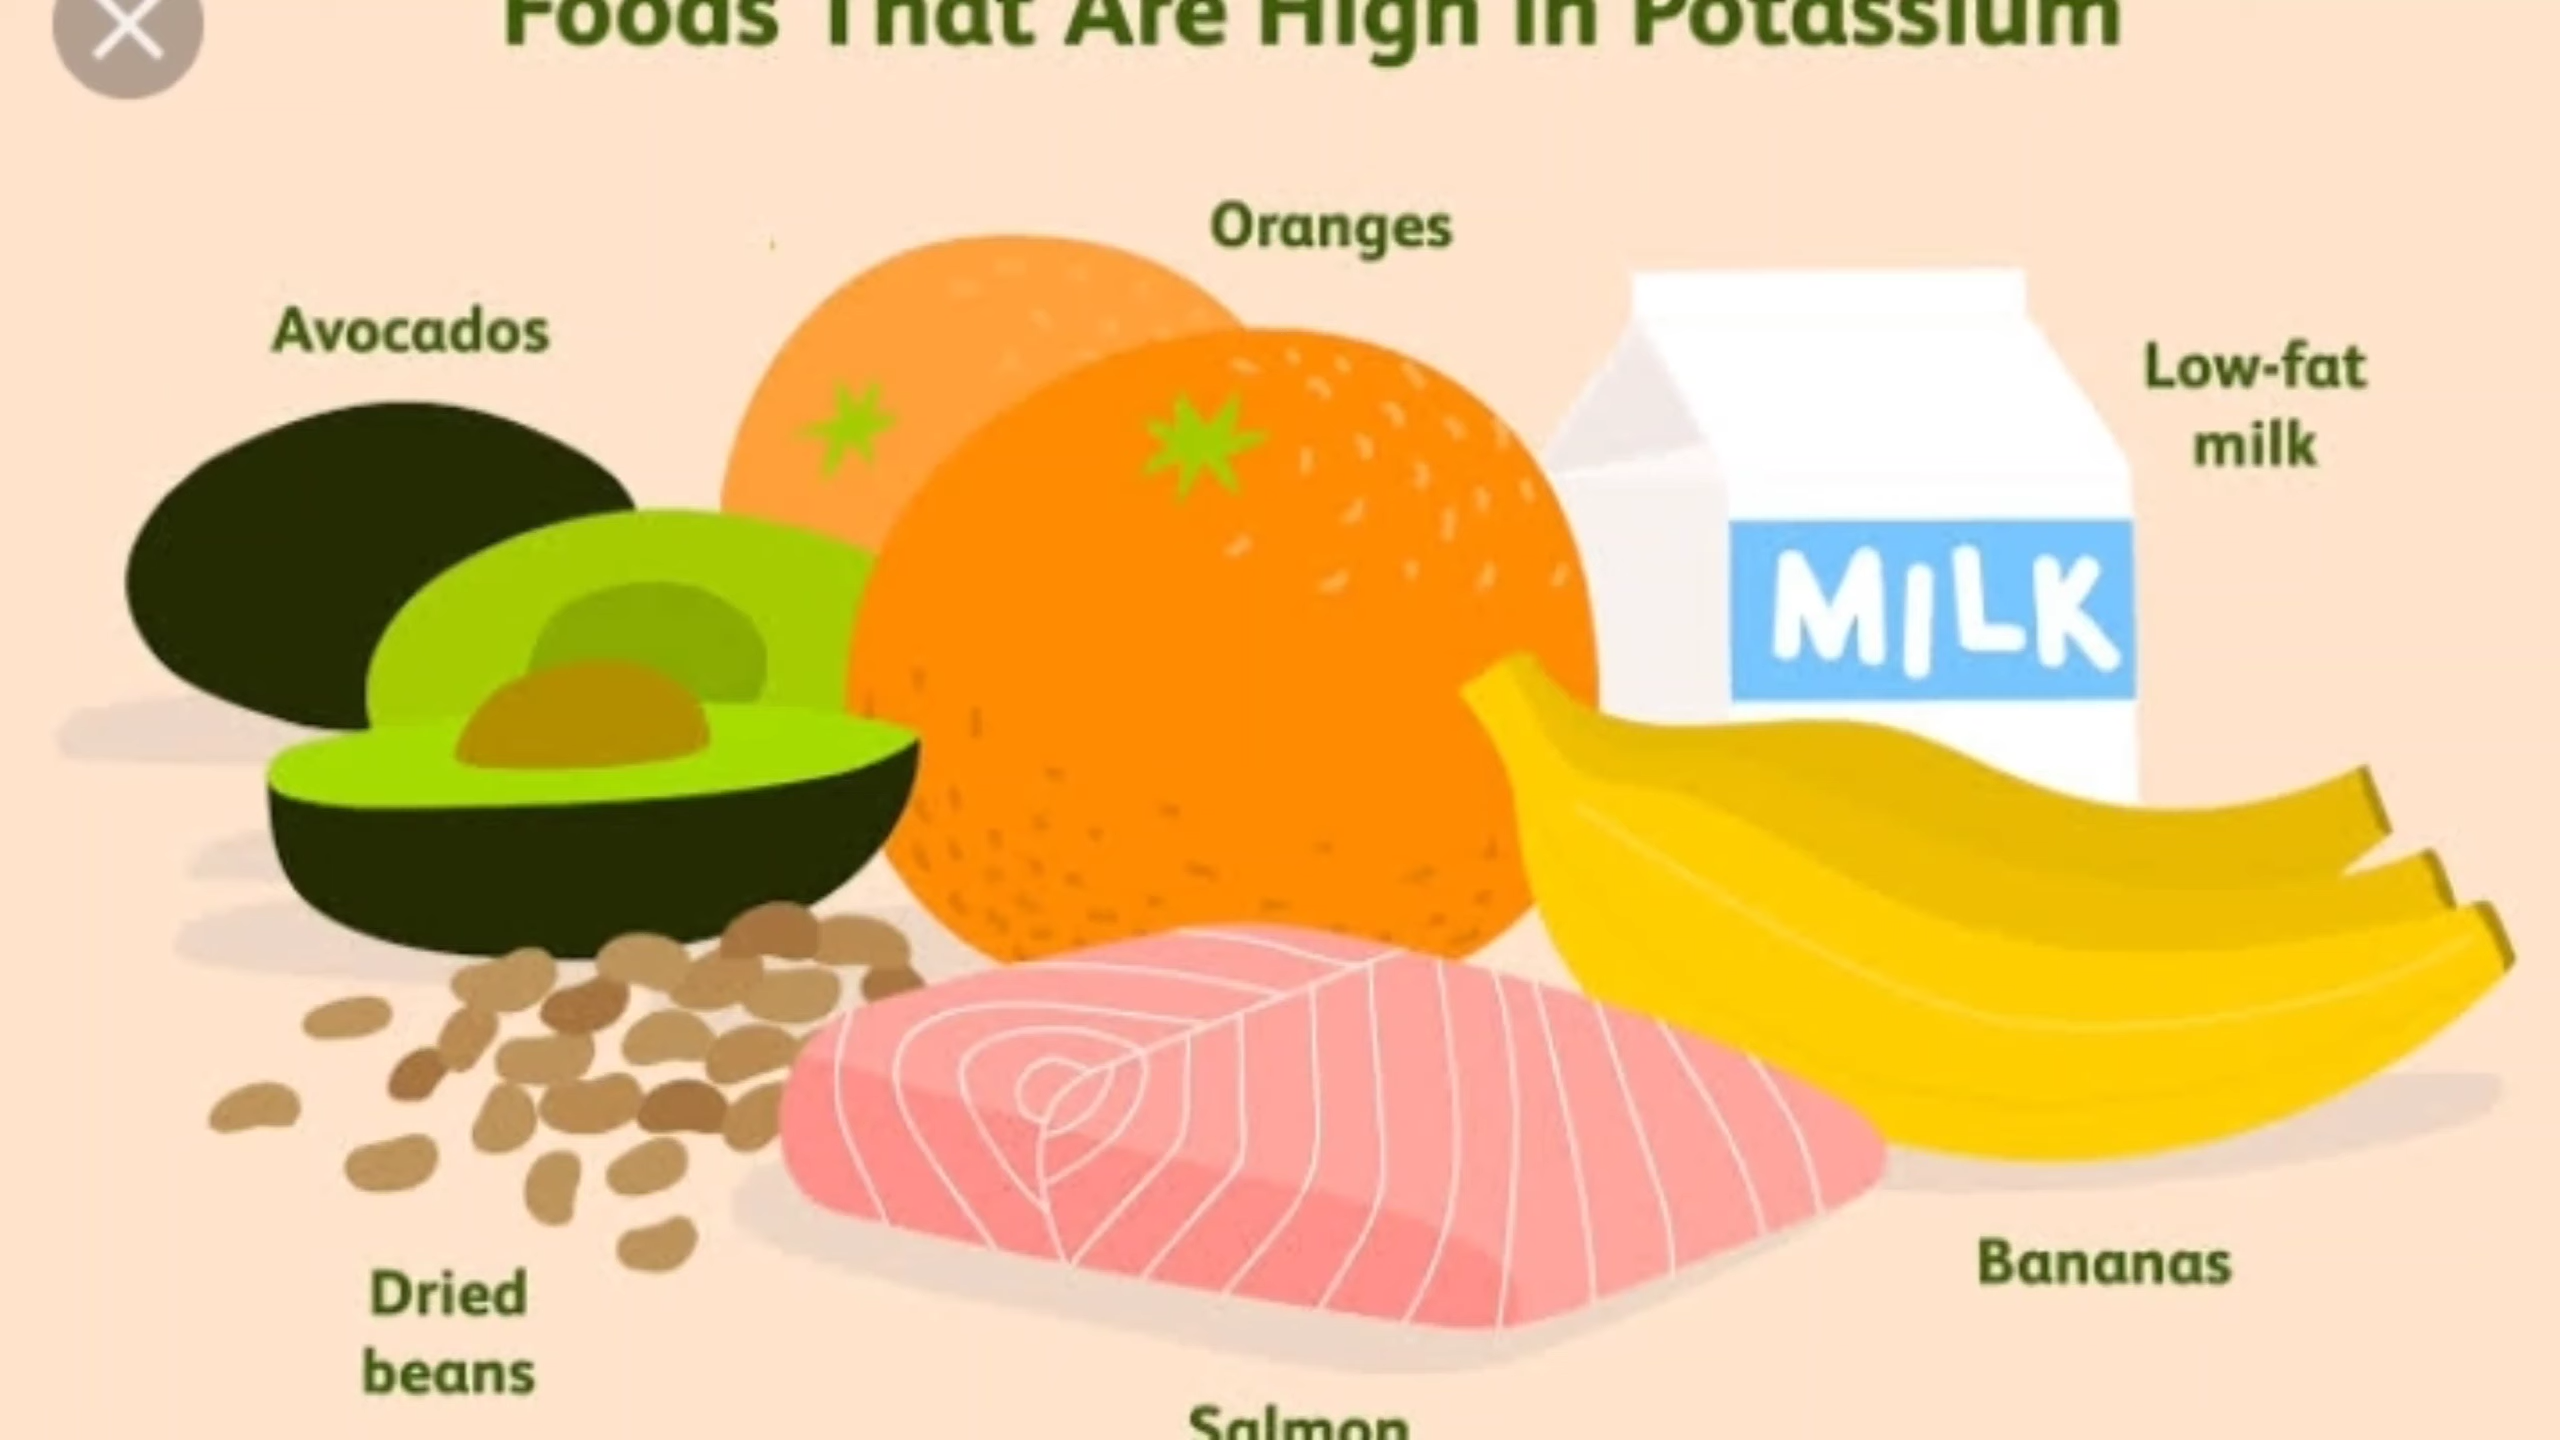 Foods That Are High in Potassium
Oranges
Avocados
Low-fat
milk
MILK
Bananas
Dried
beans
Salmon